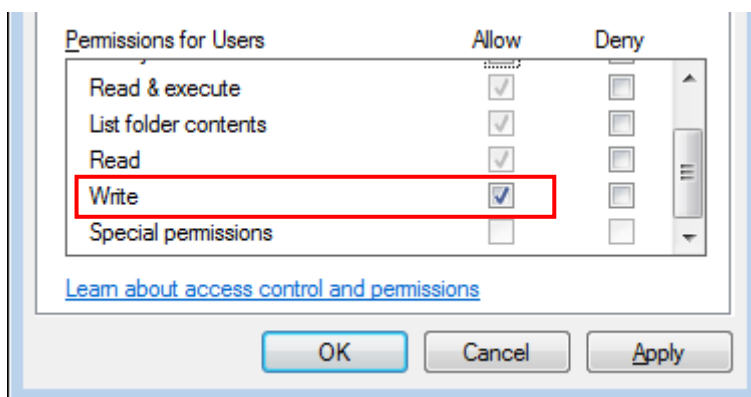 Permissions for Users Allow Deny
Read & execute
List folder contents
Read
Write
Special permissions
Learn about access control and permissions
OK Cancel Apply